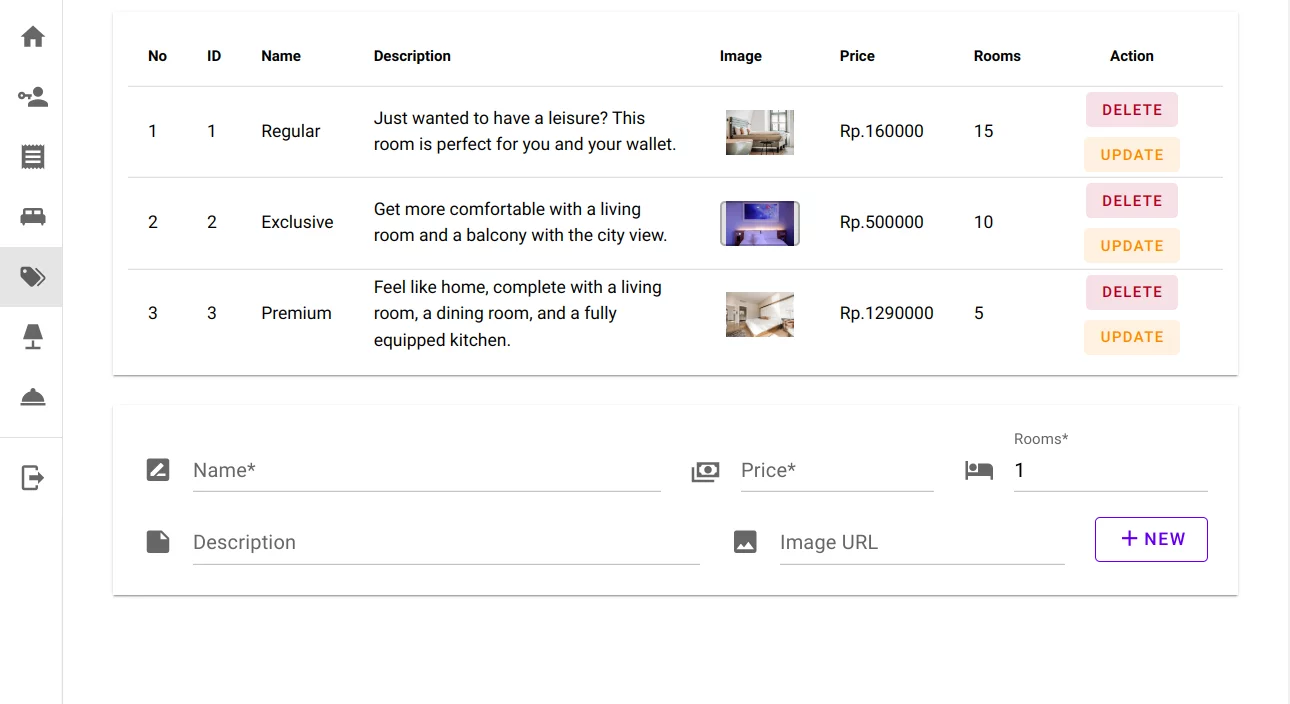 No ID Name Description Image Price Rooms Action
1 1 Regular Just wanted to have a leisure? This room is perfect for you and your wallet. Rp.160000 15 DELETE UPDATE
2 2 Exclusive Get more comfortable with a living room and a balcony with the city view. Rp.500000 10 DELETE UPDATE
3 3 Premium Feel like home, complete with a living room, a dining room, and a fully equipped kitchen. Rp.1290000 5 DELETE UPDATE
Rooms*
Name* Price* 1
Description Image URL + NEW